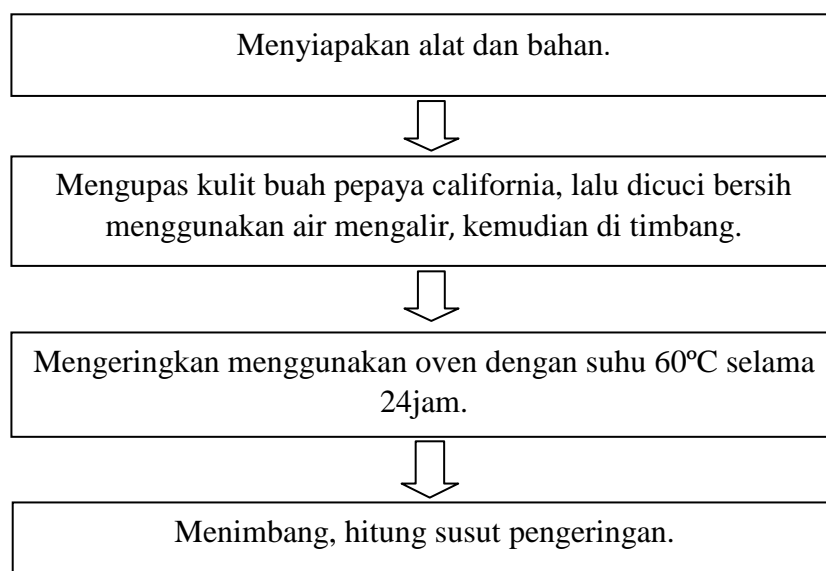 Menyiapakan alat dan bahan.
Mengupas kulit buah pepaya california, lalu dicuci bersih
menggunakan air mengalir, kemudian di timbang.
Mengeringkan menggunakan oven dengan suhu 60ºC selama
24jam.
Menimbang, hitung susut pengeringan.